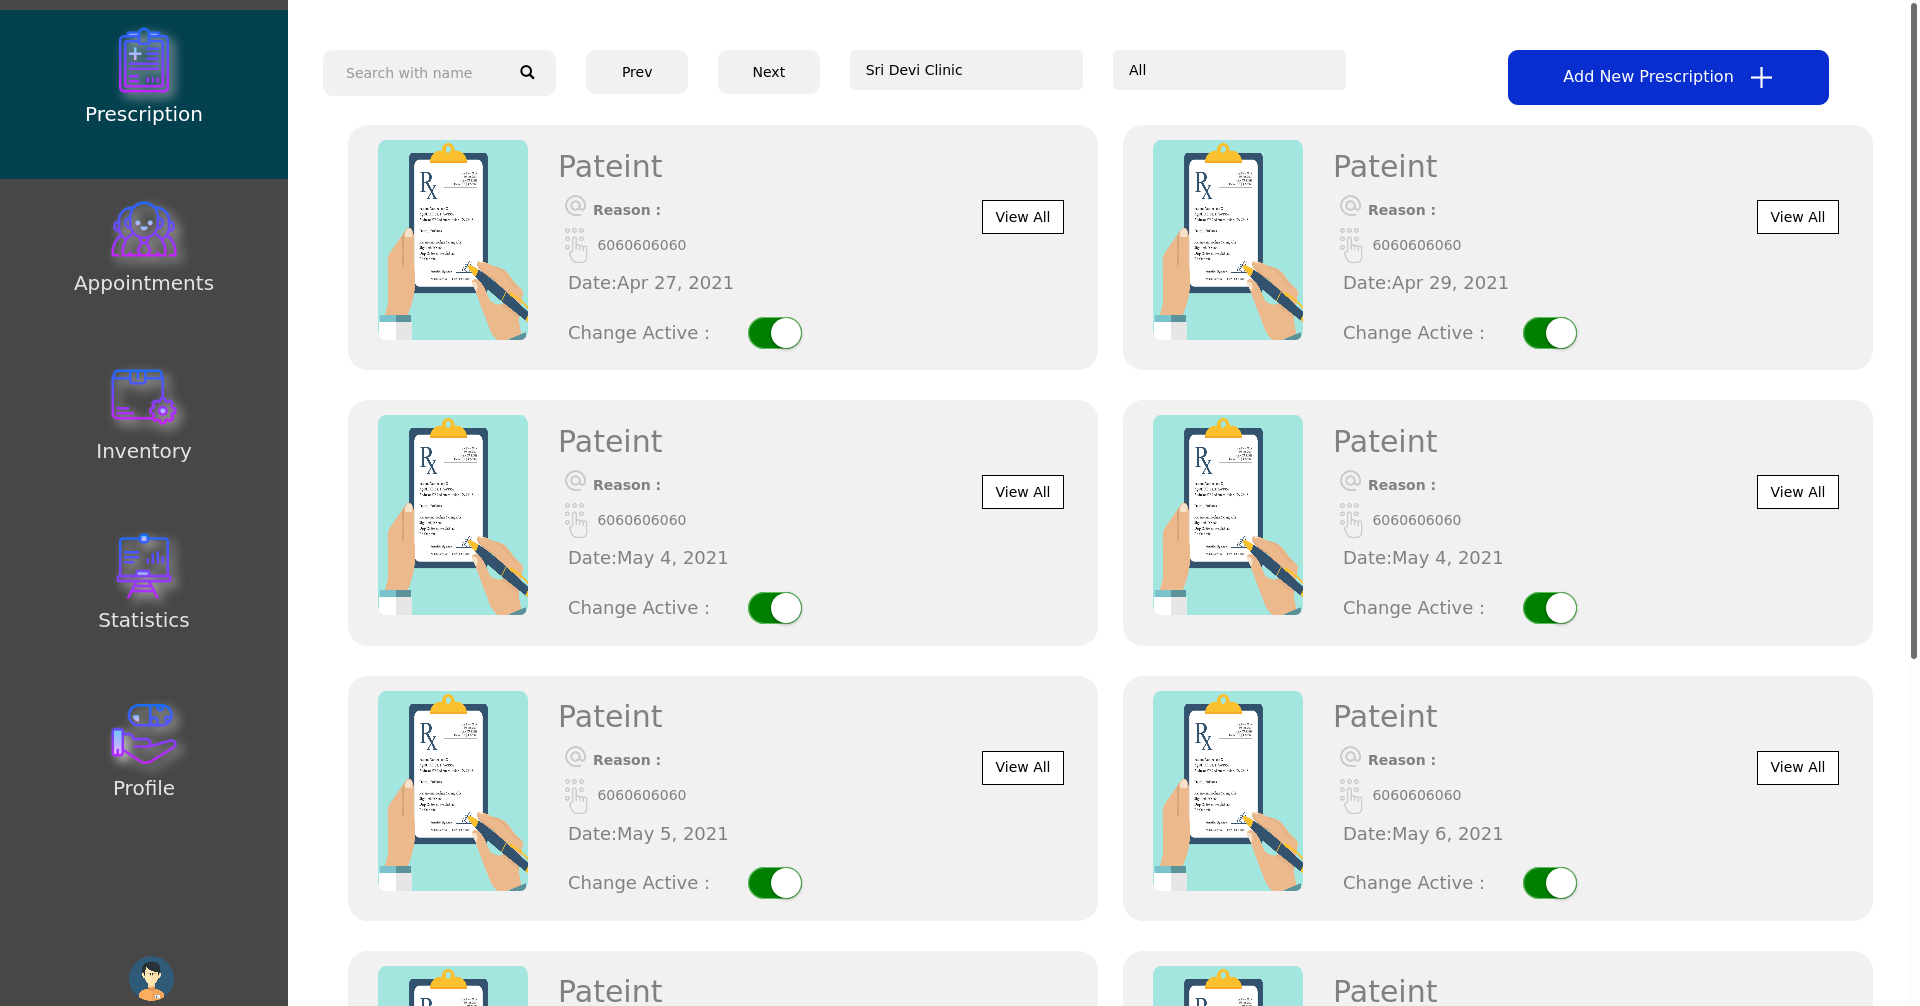 Prescription
Appointments
Inventory
Statistics
Profile
Search with name
Prev
Next
Sri Devi Clinic
All
Add New Prescription
Pateint
Reason :
6060606060
Date:Apr 27, 2021
Change Active :
View All
Pateint
Reason :
6060606060
Date:Apr 29, 2021
Change Active :
View All
Pateint
Reason :
6060606060
Date:May 4, 2021
Change Active :
View All
Pateint
Reason :
6060606060
Date:May 4, 2021
Change Active :
View All
Pateint
Reason :
6060606060
Date:May 5, 2021
Change Active :
View All
Pateint
Reason :
6060606060
Date:May 6, 2021
Change Active :
View All
Pateint
Pateint